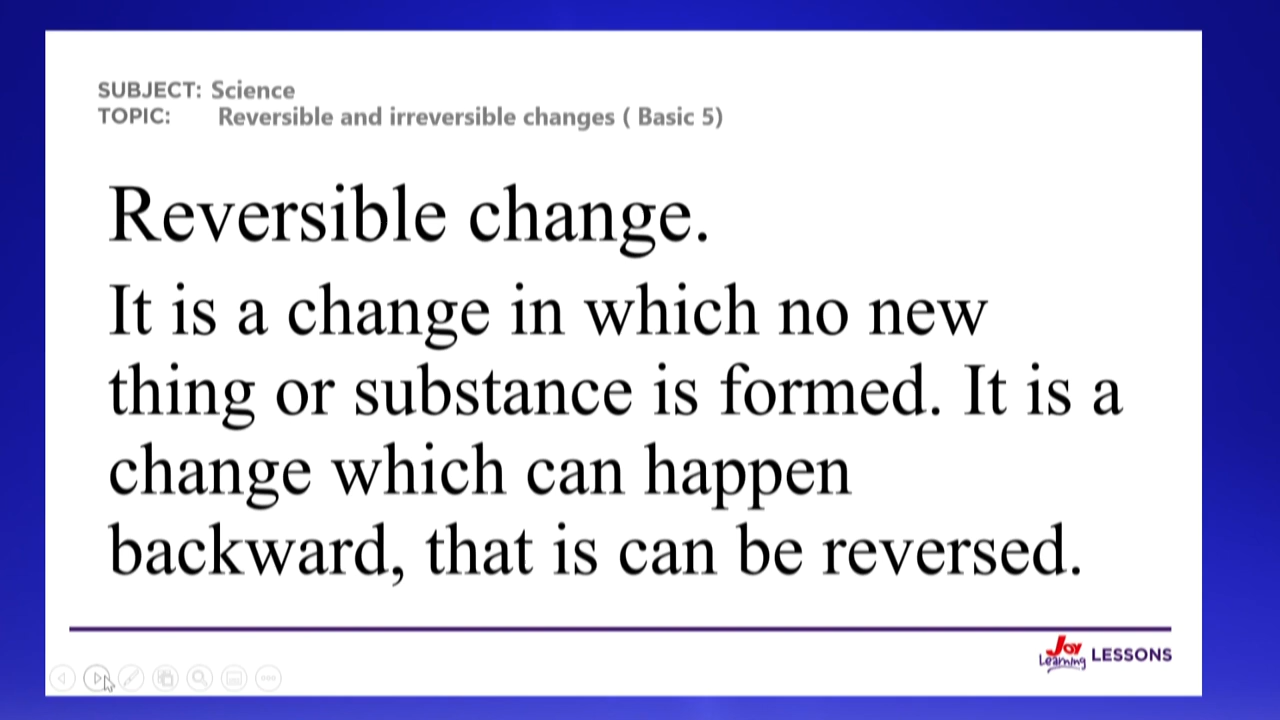 SUBJECT: Science
TOPIC: Reversible and irreversible changes ( Basic 5)
Reversible change.
It is a change in which no new
thing or substance is formed. It is a
change which can happen
backward, that is can be reversed.
Joy Learning LESSONS